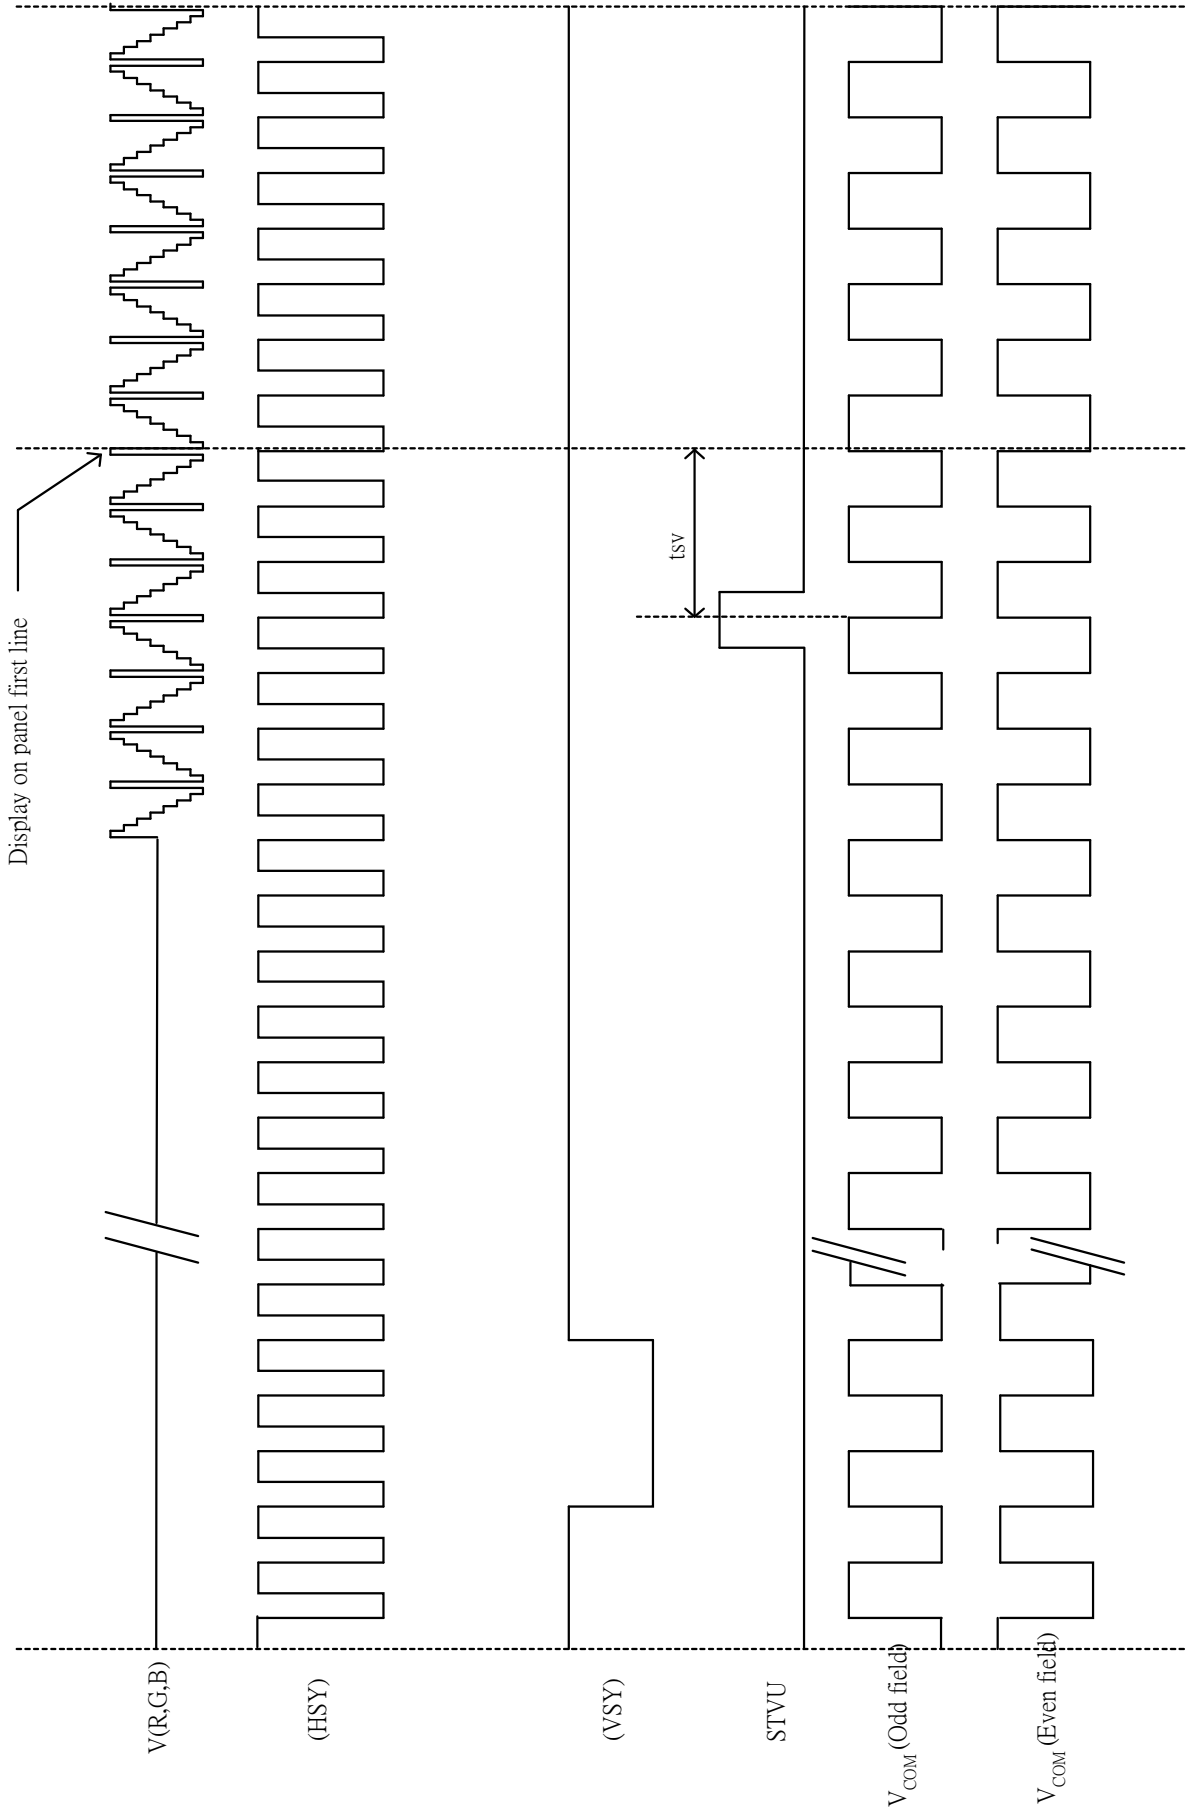 Display on panel first line
V(R,G,B)
(HSY)
(VSY)
tsv
STVU
VCOM (Odd field)
VCOM (Even field)